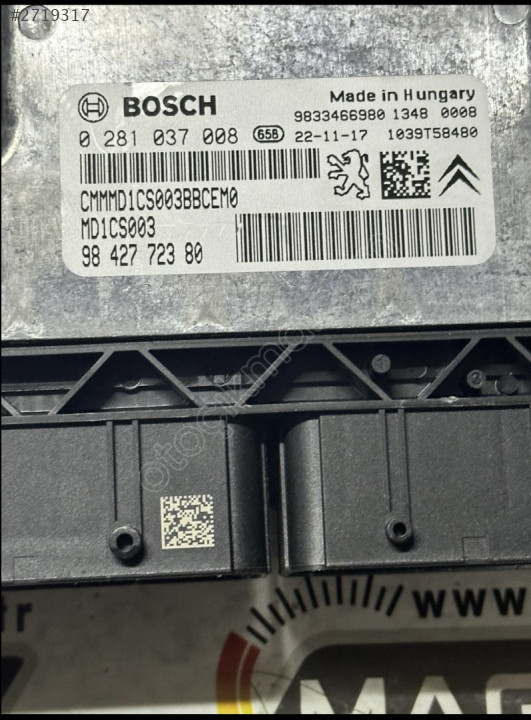 #2719317
BOSCH
Made in Hungary
9833466980 1348 0008
0 281 037 008 658 22-11-17 1039T58480
CMMMD1CS003BBCEM0
MD1CS003
98 427 723 80
www